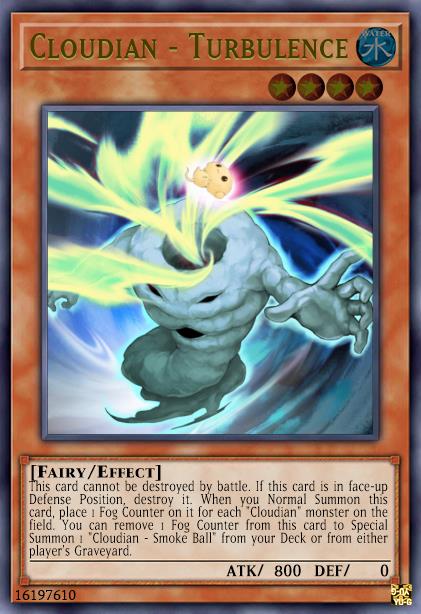 CLOUDIAN - TURBULENCE
WATER
水
[FAIRY/EFFECT]
This card cannot be destroyed by battle. If this card is in face-up
Defense Position, destroy it. When you Normal Summon this
card, place 1 Fog Counter on it for each "Cloudian" monster on
the field. You can remove 1 Fog Counter from this card to Special
Summon 1 "Cloudian - Smoke Ball" from your Deck or from either
player's Graveyard.
ATK/ 800 DEF/ 0
16197610